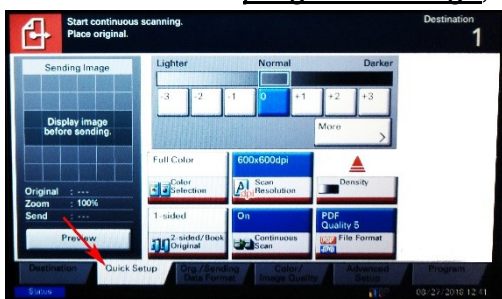 Start continuous scanning.
Place original.
Destination
1
Sending Image
Display image
before sending.
Original : ---
Zoom : 100%
Send : ---
Preview
Lighter Normal Darker
-3 -2 -1 0 +1 +2 +3
More
Full Color
Color
Selection
600x600dpi
Scan
Resolution
Density
1-sided
2-sided/Book
Original
On
Continuous
Scan
PDF
Quality 5
File Format
Destination
Quick Setup
Org./Sending
Data Format
Color/
Image Quality
Advanced
Setup
Program
Status
08/27/2018 12:41